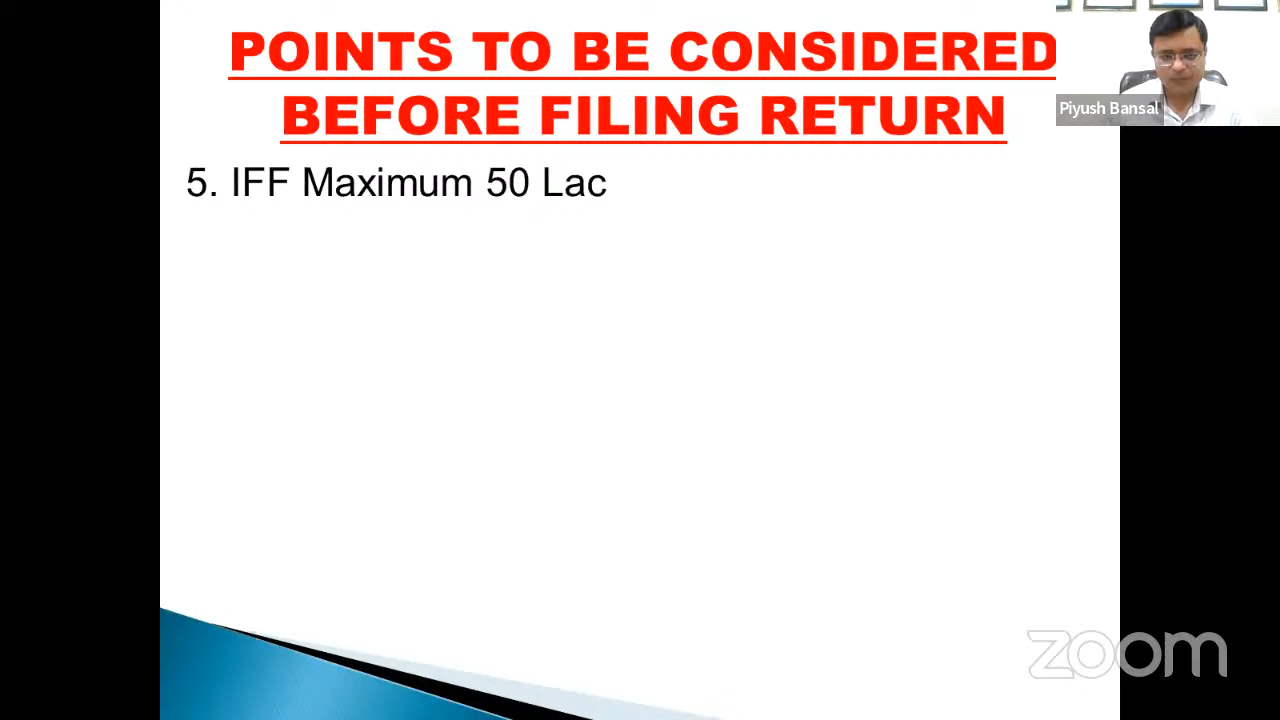 POINTS TO BE CONSIDERED
BEFORE FILING RETURN
Piyush Bansal
5. IFF Maximum 50 Lac
zoom